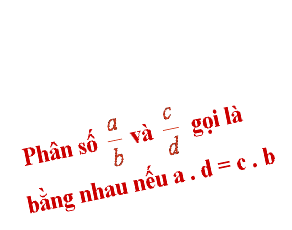 Phân số a/b và c/d gọi là
bằng nhau nếu a . d = c . b